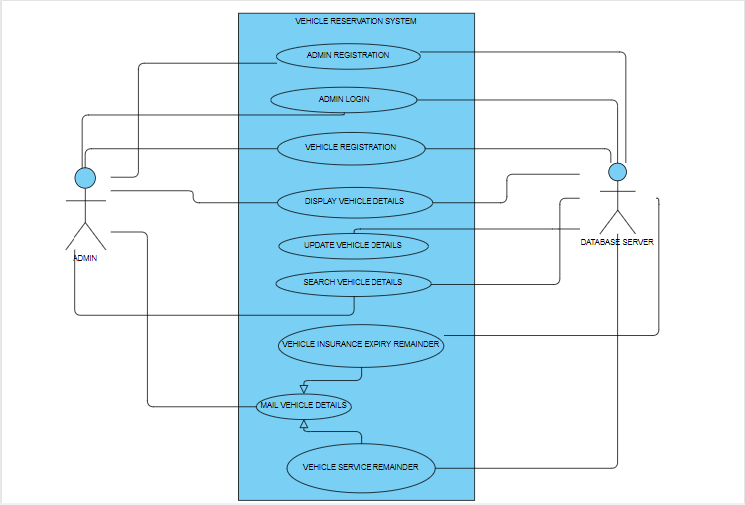 VEHICLE RESERVATION SYSTEM
ADMIN REGISTRATION
ADMIN LOGIN
VEHICLE REGISTRATION
DISPLAY VEHICLE DETAILS
UPDATE VEHICLE DETAILS
DATABASE SERVER
ADMIN
SEARCH VEHICLE DETAILS
VEHICLE INSURANCE EXPIRY REMAINDER
MAIL VEHICLE DETAILS
VEHICLE SERVICE REMAINDER